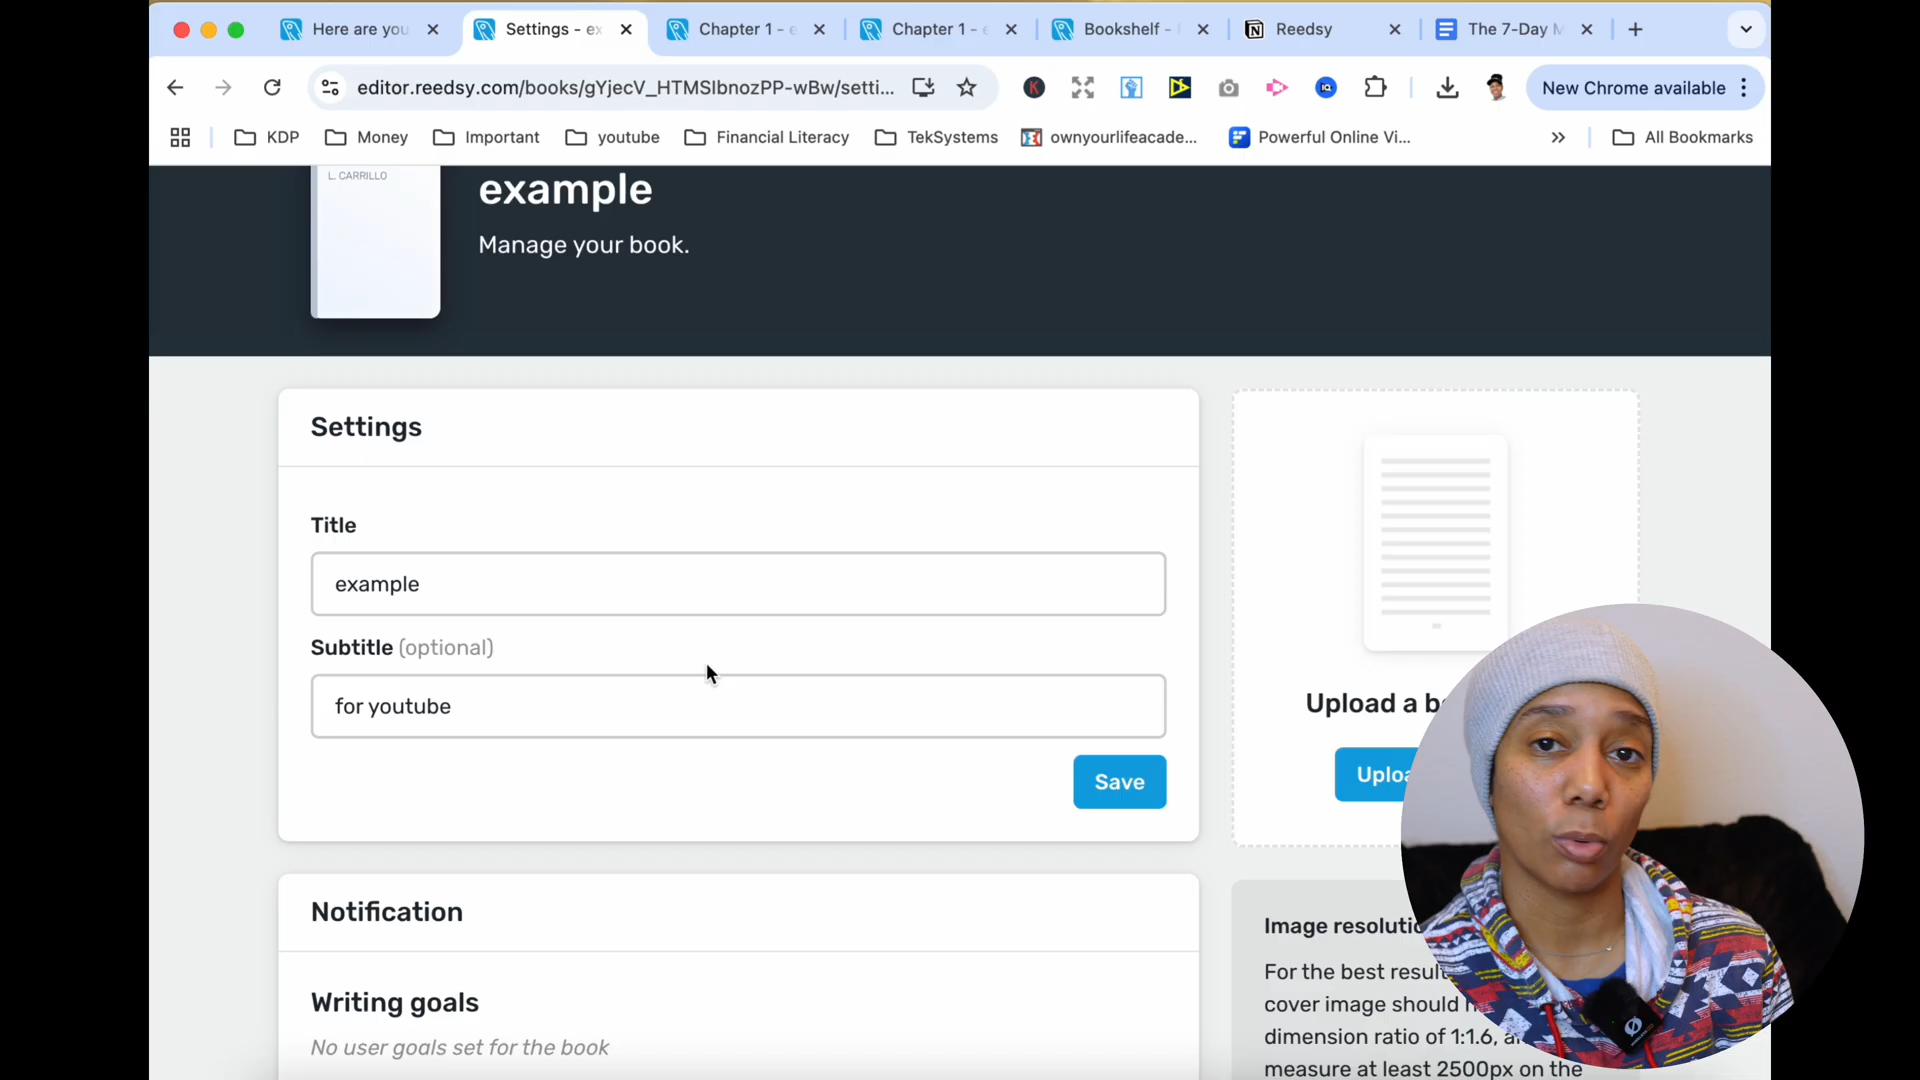 Here are you
Settings - ex
Chapter 1 - e
Chapter 1 - e
Bookshelf -
Reedsy
The 7-Day M
editor.reedsy.com/books/gYjecV_HTMSIbnozPP-wBw/setti...
New Chrome available
KDP
Money
Important
youtube
Financial Literacy
TekSystems
ownyourlifeacade...
Powerful Online Vi...
All Bookmarks
L. CARRILLO
example
Manage your book.
Settings
Title
example
Subtitle (optional)
for youtube
Save
Upload a b
Uploa
Notification
Writing goals
No user goals set for the book
Image resolutio
For the best resul
cover image should h
dimension ratio of 1:1.6, a
measure at least 2500px on the